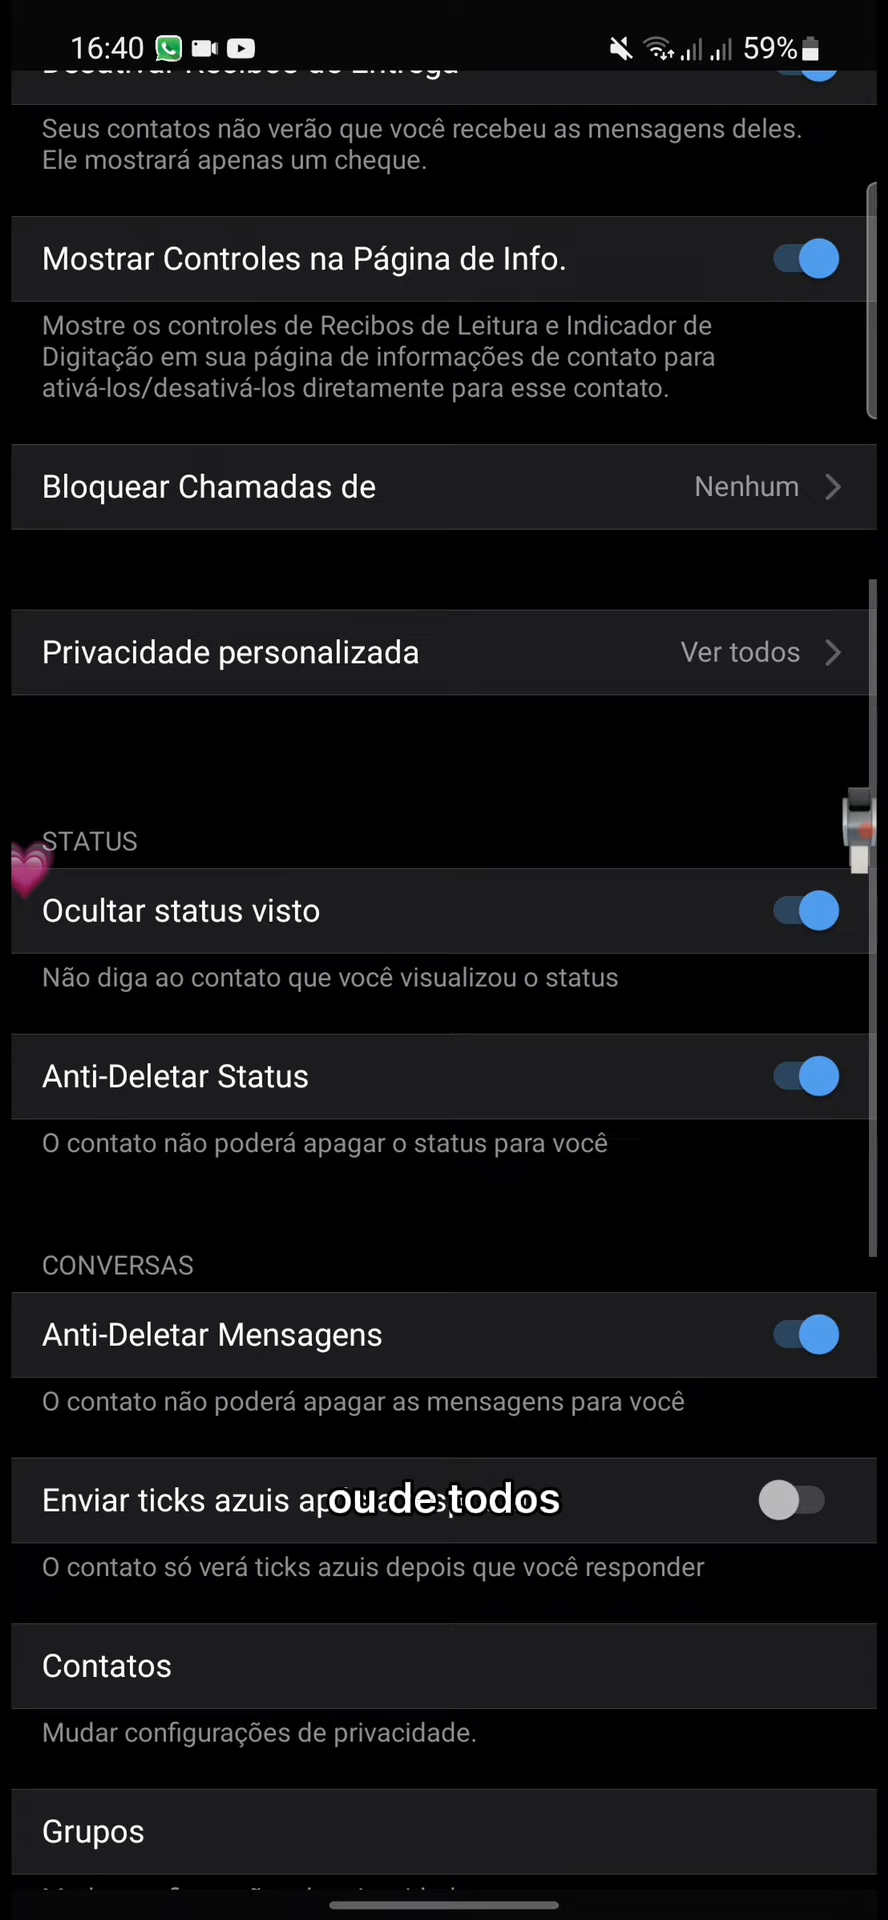 16:40 59%
Desativar Recibos de Entrega
Seus contatos não verão que você recebeu as mensagens deles.
Ele mostrará apenas um cheque.
Mostrar Controles na Página de Info.
Mostre os controles de Recibos de Leitura e Indicador de
Digitação em sua página de informações de contato para
ativá-los/desativá-los diretamente para esse contato.
Bloquear Chamadas de Nenhum
Privacidade personalizada Ver todos
STATUS
Ocultar status visto
Não diga ao contato que você visualizou o status
Anti-Deletar Status
O contato não poderá apagar o status para você
CONVERSAS
Anti-Deletar Mensagens
O contato não poderá apagar as mensagens para você
Enviar ticks azuis
ou de todos
O contato só verá ticks azuis depois que você responder
Contatos
Mudar configurações de privacidade.
Grupos